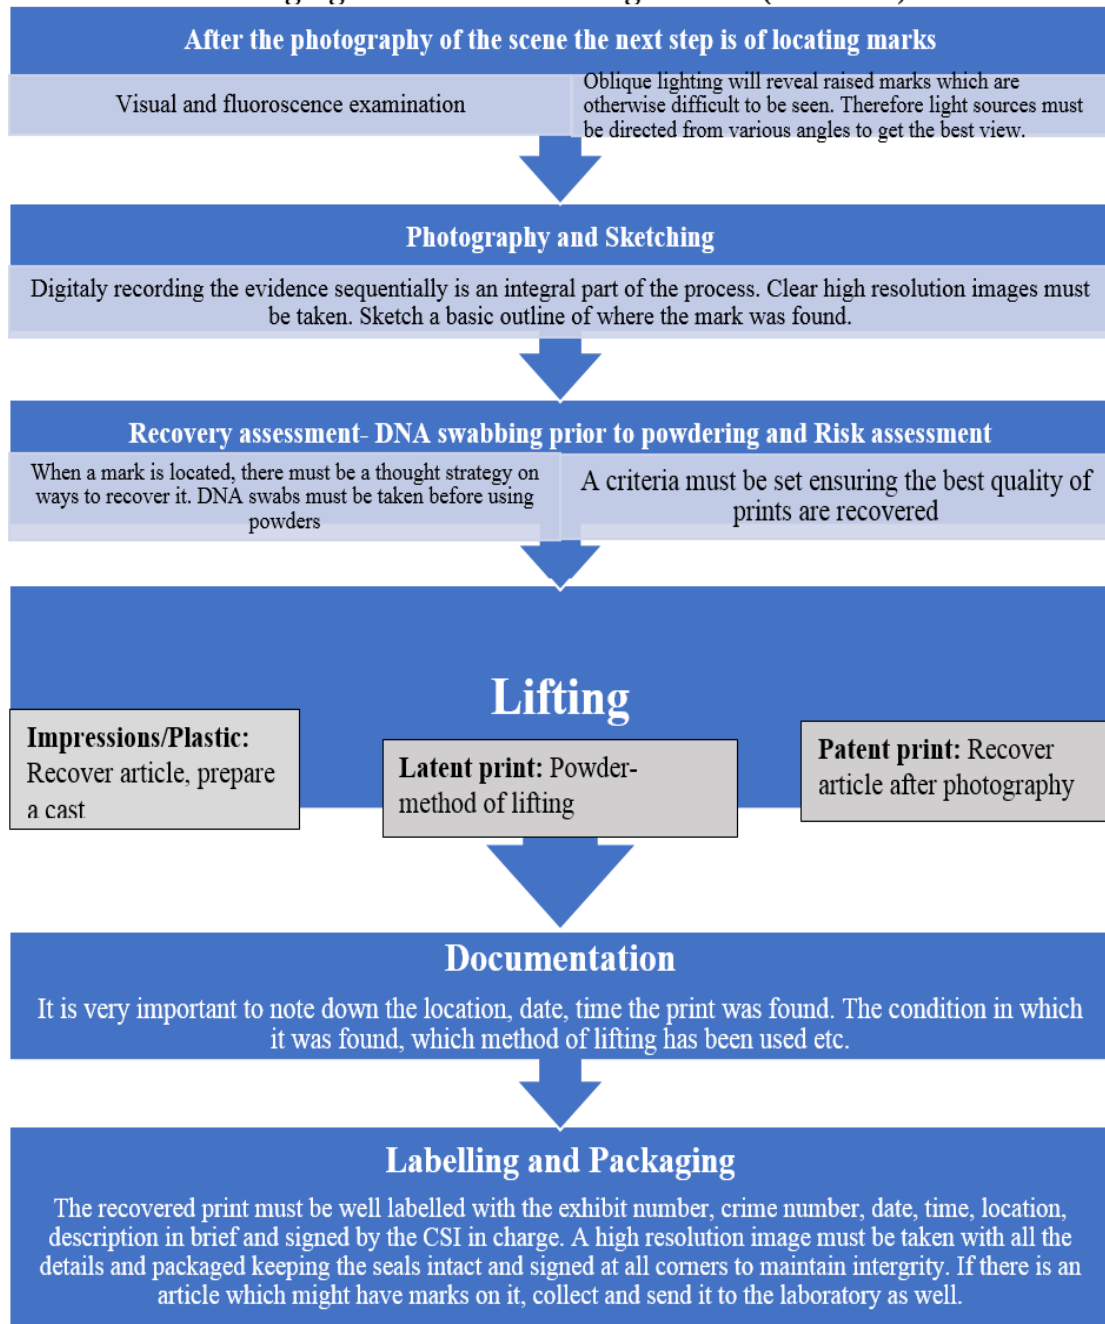 After the photography of the scene the next step is of locating marks
Visual and fluoroscence examination
Oblique lighting will reveal raised marks which are
otherwise difficult to be seen. Therefore light sources must
be directed from various angles to get the best view.
Photography and Sketching
Digitaly recording the evidence sequentially is an integral part of the process. Clear high resolution images must
be taken. Sketch a basic outline of where the mark was found.
Recovery assessment- DNA swabbing prior to powdering and Risk assessment
When a mark is located, there must be a thought strategy on
ways to recover it. DNA swabs must be taken before using
powders
A criteria must be set ensuring the best quality of
prints are recovered
Lifting
Impressions/Plastic:
Recover article, prepare
a cast
Latent print: Powder-
method of lifting
Patent print: Recover
article after photography
Documentation
It is very important to note down the location, date, time the print was found. The condition in which
it was found, which method of lifting has been used etc.
Labelling and Packaging
The recovered print must be well labelled with the exhibit number, crime number, date, time, location,
description in brief and signed by the CSI in charge. A high resolution image must be taken with all the
details and packaged keeping the seals intact and signed at all corners to maintain intergrity. If there is an
article which might have marks on it, collect and send it to the laboratory as well.